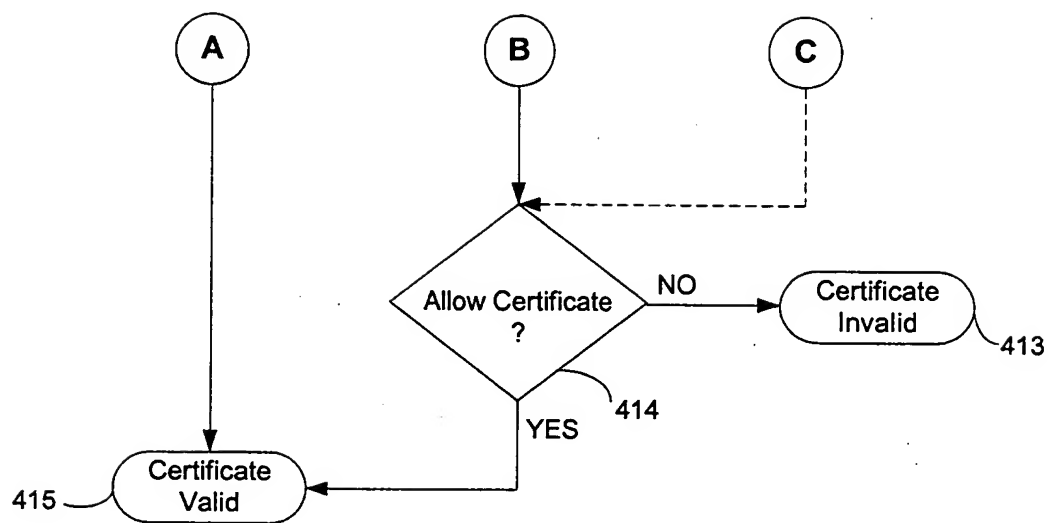 A
B
C
Allow Certificate
?
NO
Certificate
Invalid
413
414
YES
Certificate
Valid
415